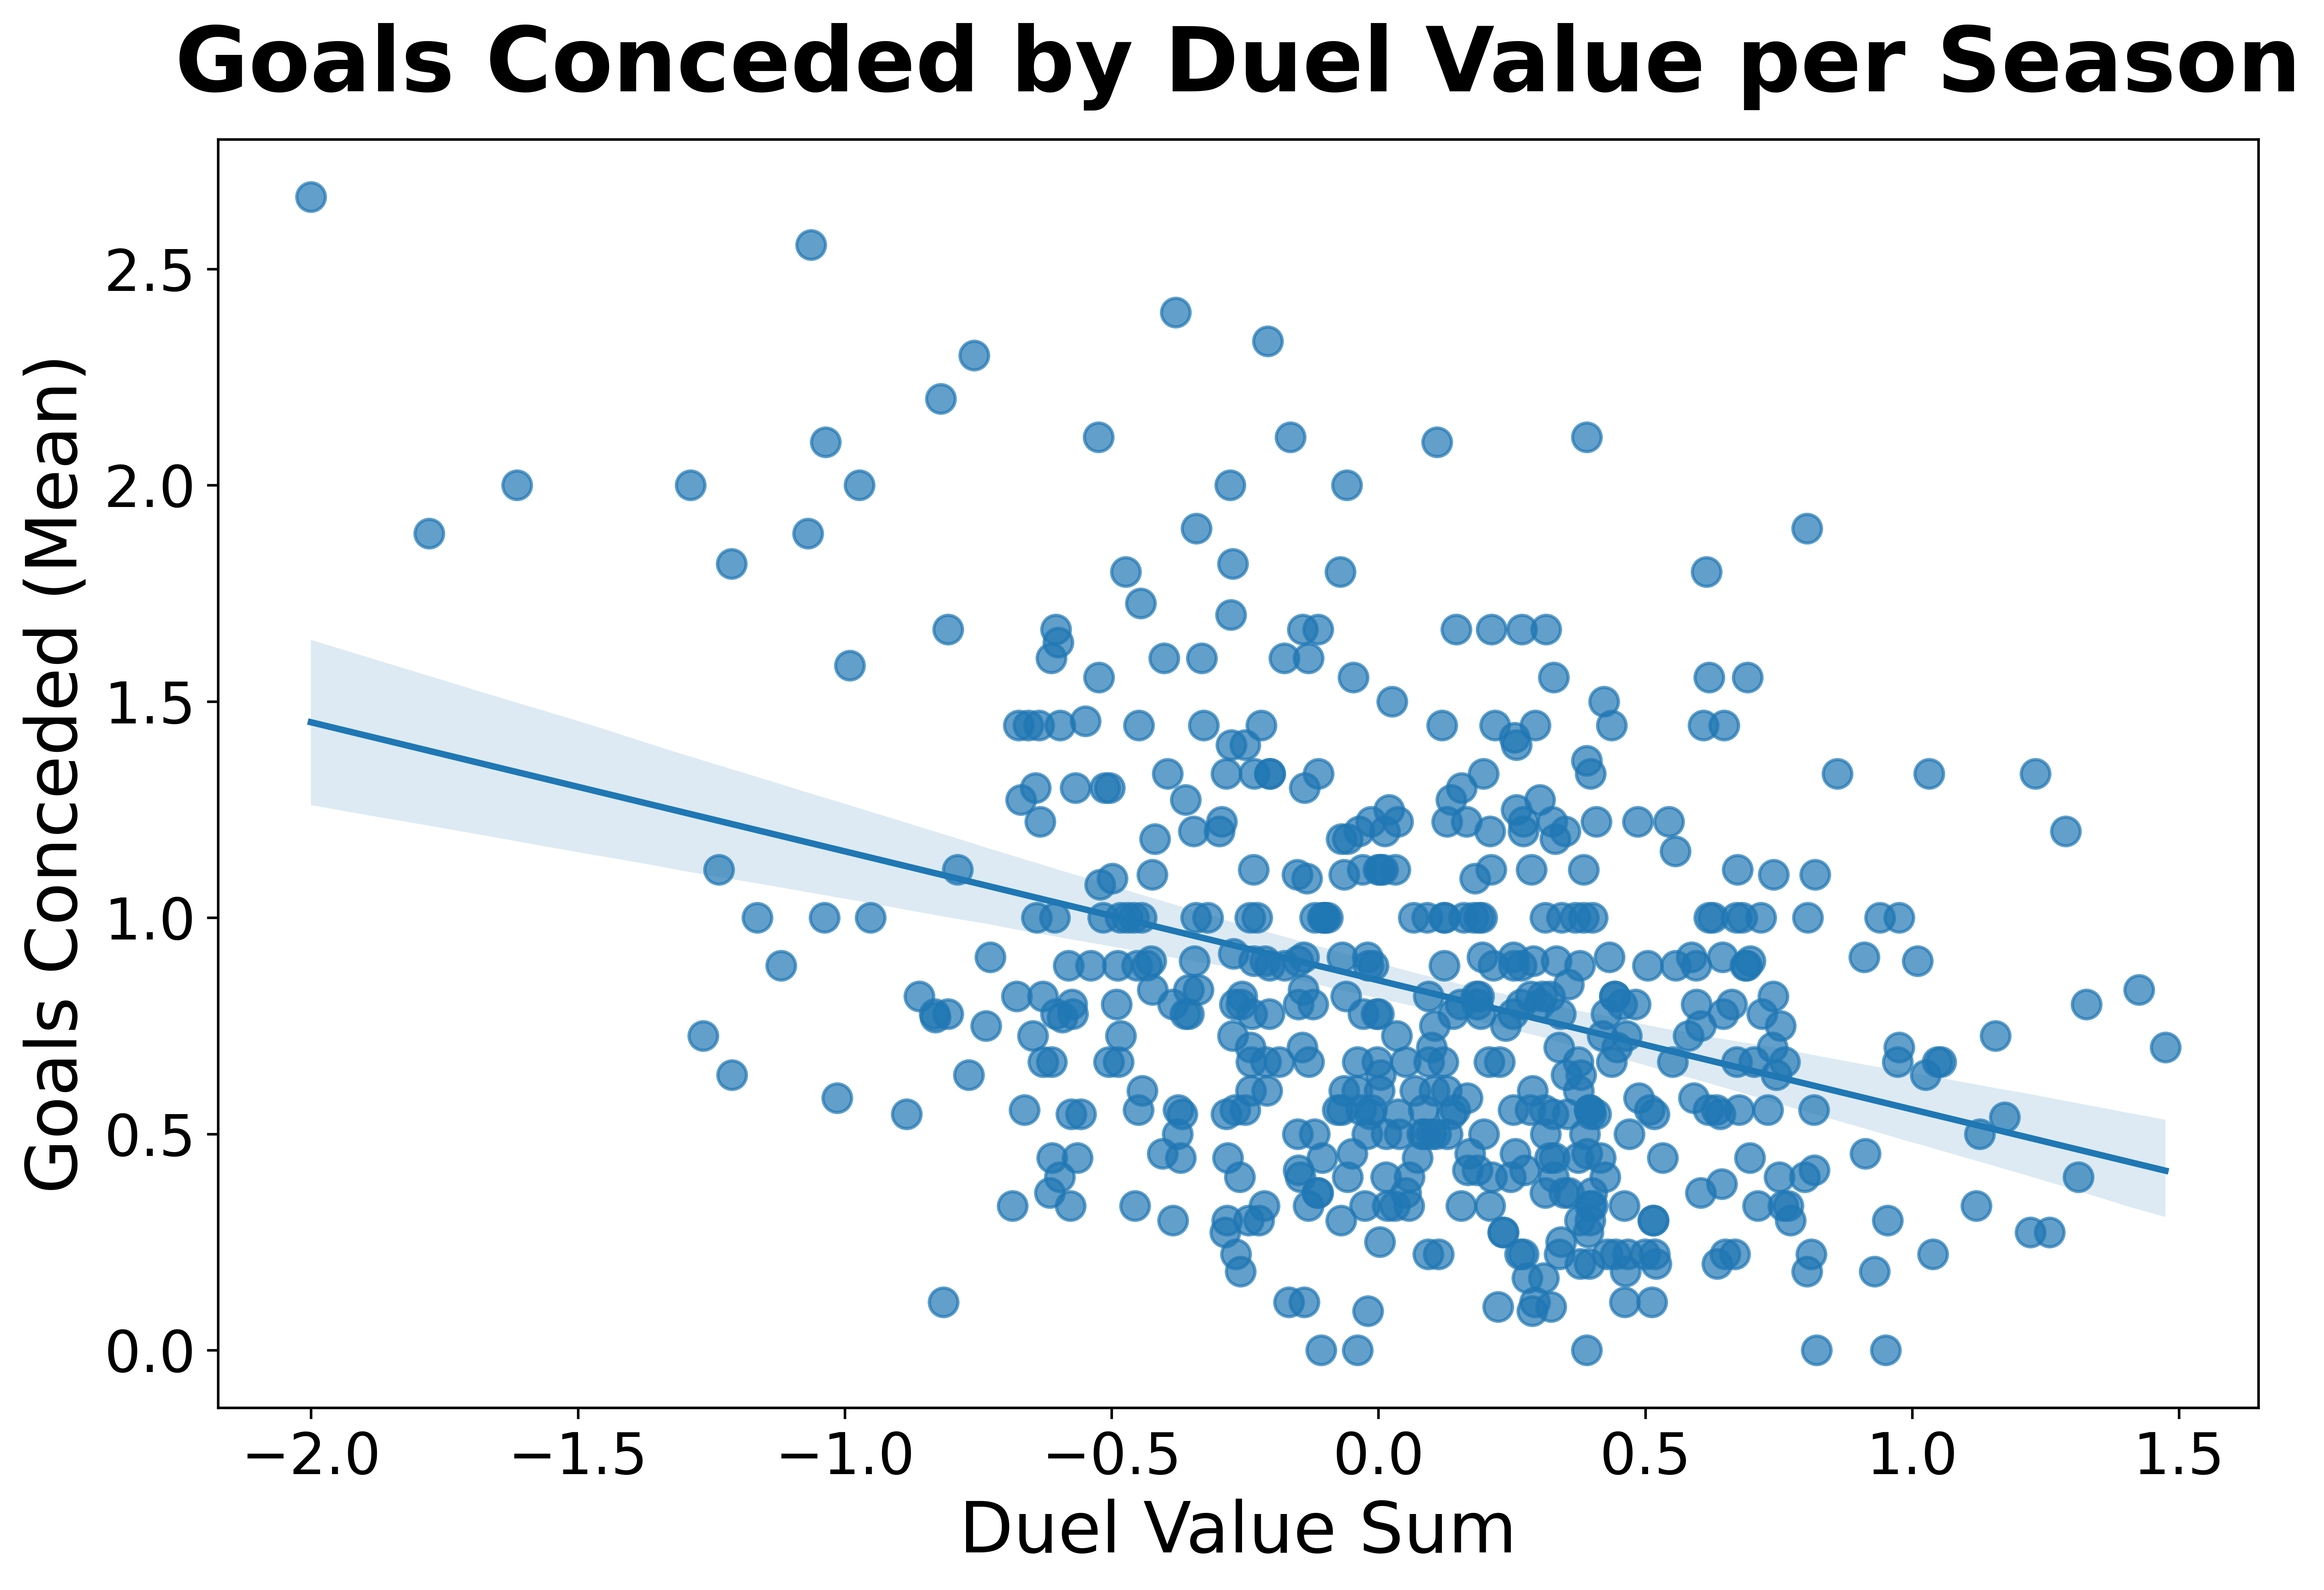 Goals Conceded by Duel Value per Season
Goals Conceded (Mean)
2.5
2.0
1.5
1.0
0.5
0.0
−2.0 −1.5 −1.0 −0.5 0.0 0.5 1.0 1.5
Duel Value Sum